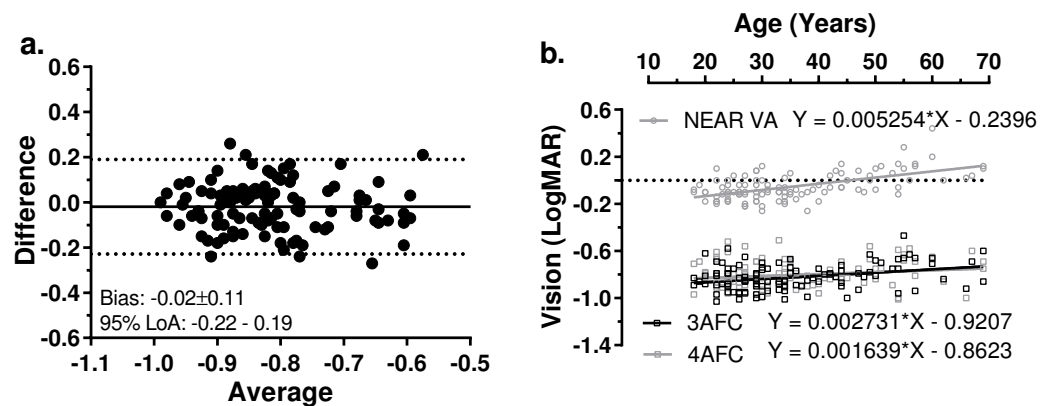 a.
Difference
0.6
0.4
0.2
0.0
-0.2
-0.4
-0.6
Bias: -0.02±0.11
95% LoA: -0.22 - 0.19
-1.1 -1.0 -0.9 -0.8 -0.7 -0.6 -0.5
Average
b.
Age (Years)
10 20 30 40 50 60 70
Vision (LogMAR)
0.6
0.2
-0.2
-0.6
-1.0
-1.4
NEAR VA Y = 0.005254*X - 0.2396
3AFC Y = 0.002731*X - 0.9207
4AFC Y = 0.001639*X - 0.8623